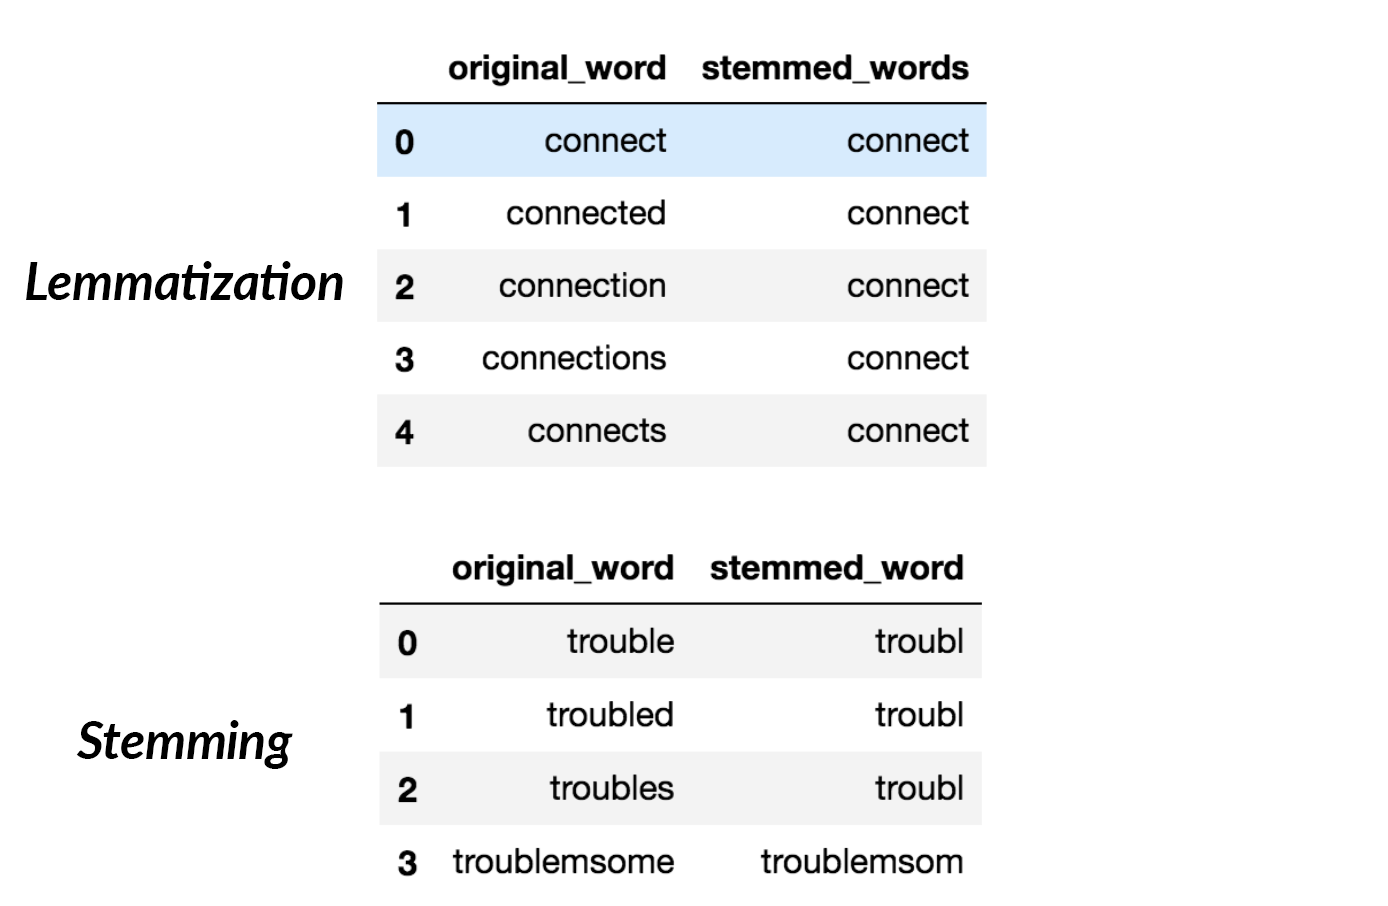 original_word stemmed_words
0 connect connect
1 connected connect
Lemmatization
2 connection connect
3 connections connect
4 connects connect
original_word stemmed_word
0 trouble troubl
1 troubled troubl
Stemming
2 troubles troubl
3 troublemsome troublemsom